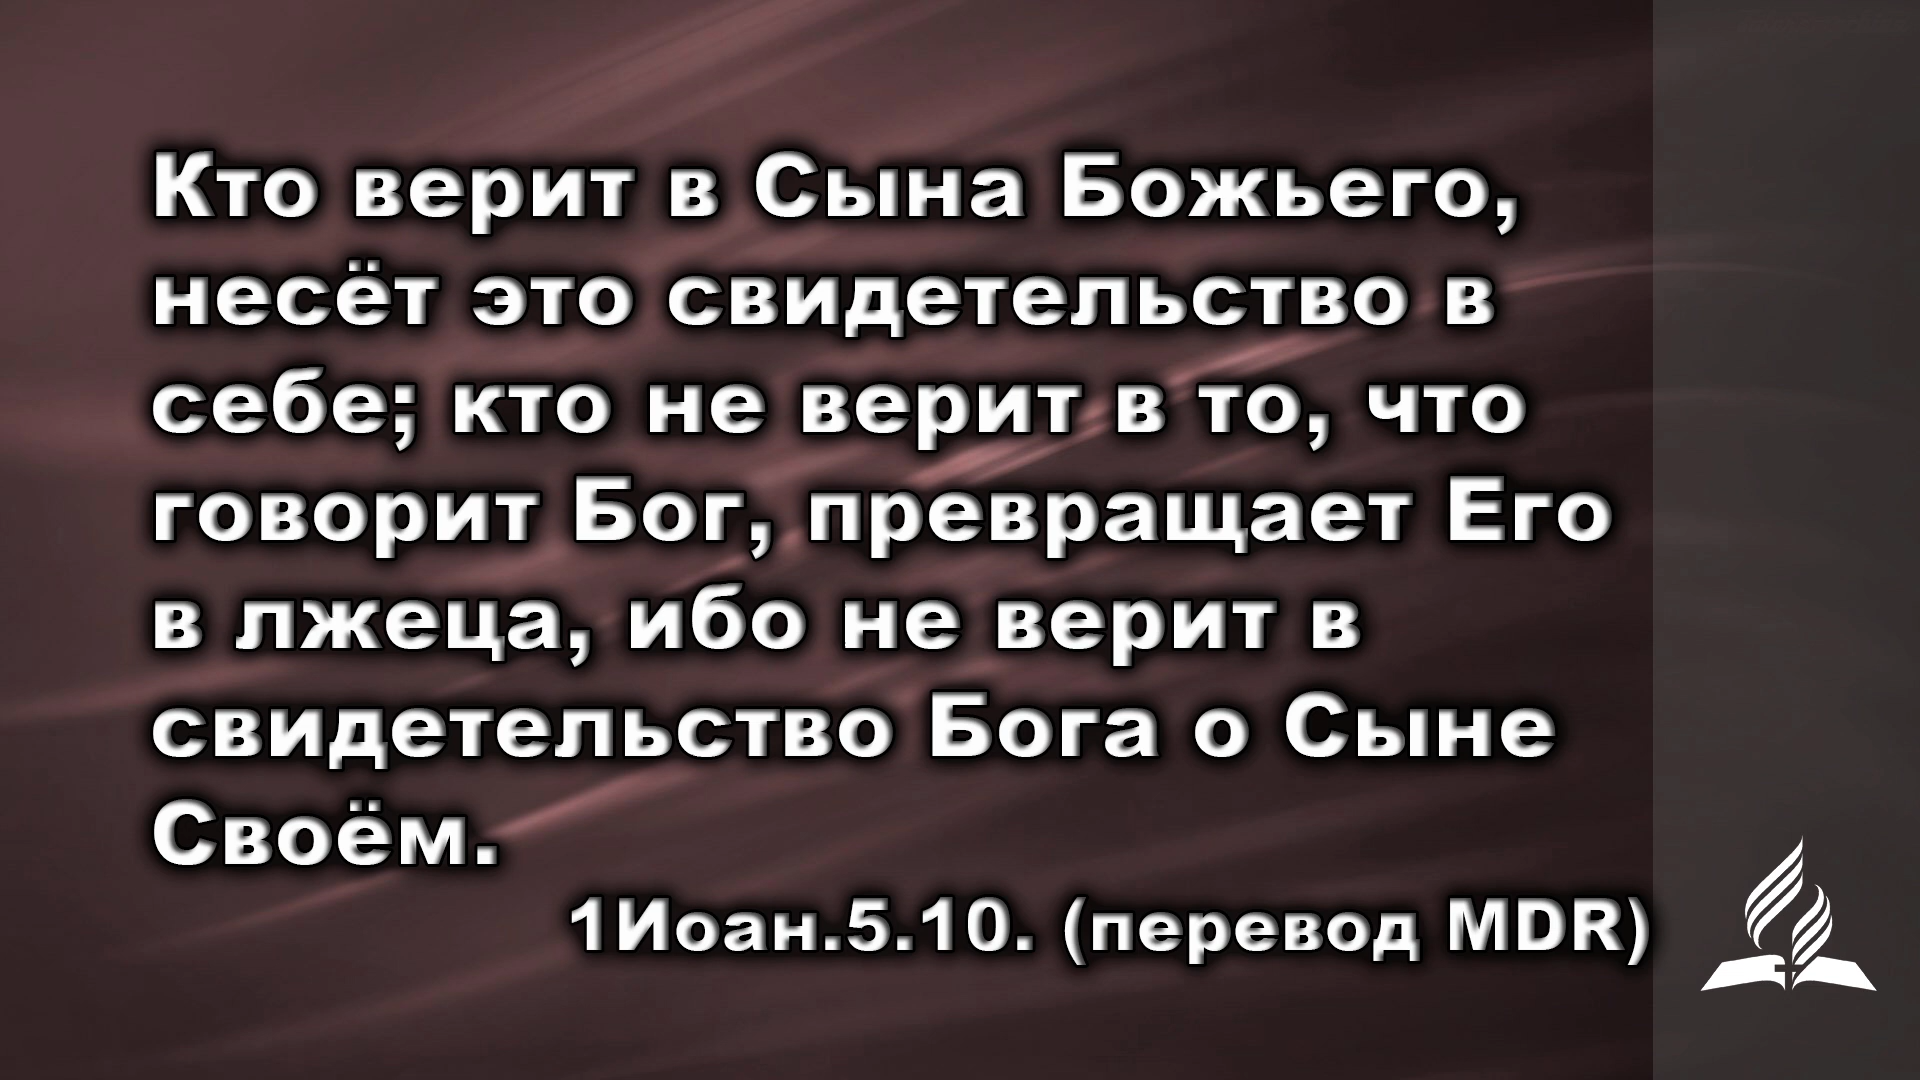 Кто верит в Сына Божьего,
несёт это свидетельство в
себе; кто не верит в то, что
говорит Бог, превращает Его
в лжеца, ибо не верит в
свидетельство Бога о Сыне
Своём.
1Иоан.5.10. (перевод MDR)